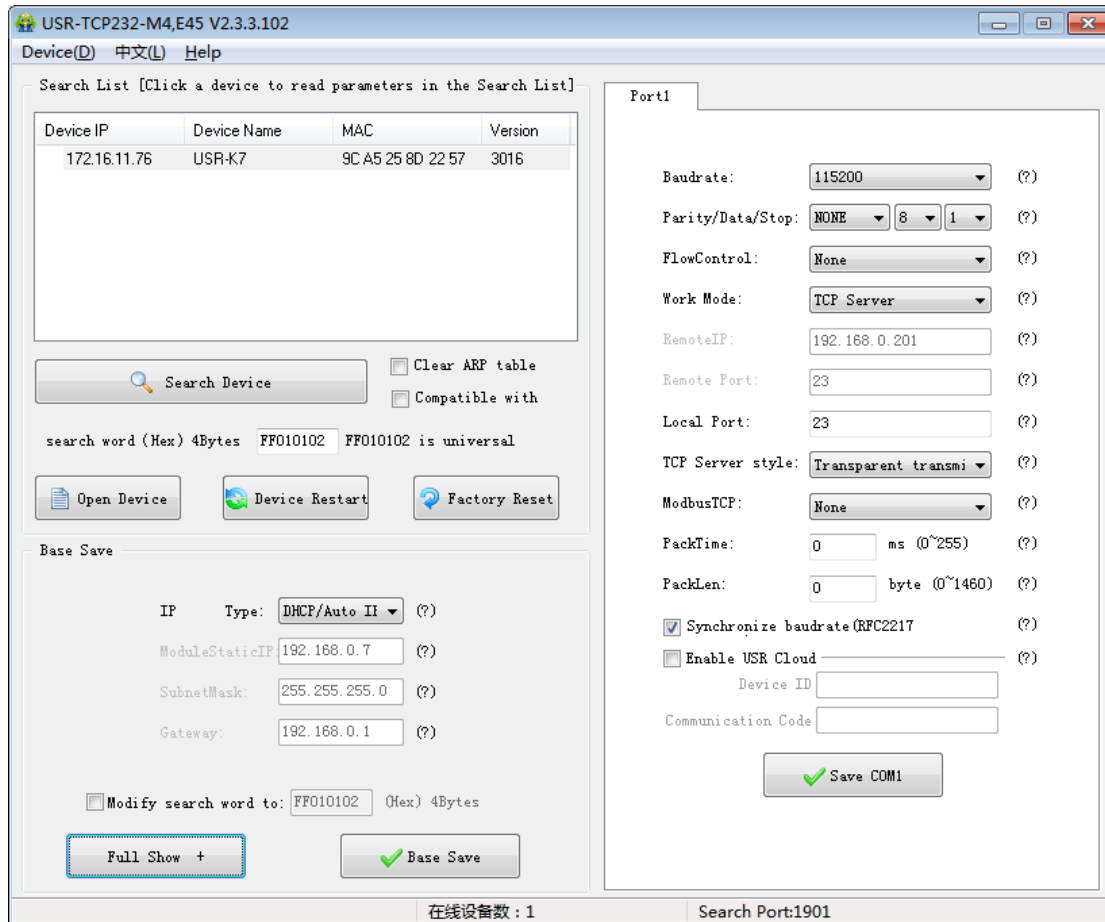 USR-TCP232-M4,E45 V2.3.3.102
Device(D) 中文(L) Help
Search List [Click a device to read parameters in the Search List]
Device IP Device Name MAC Version
172.16.11.76 USR-K7 9C A5 25 8D 22 57 3016
Search Device
Clear ARP table
Compatible with
search word (Hex) 4Bytes FF010102 FF010102 is universal
Open Device Device Restart Factory Reset
Base Save
IP Type: DHCP/Auto II (?)
ModuleStaticIP: 192.168.0.7 (?)
SubnetMask: 255.255.255.0 (?)
Gateway: 192.168.0.1 (?)
Modify search word to: FF010102 (Hex) 4Bytes
Full Show + Base Save
Port1
Baudrate: 115200 (?)
Parity/Data/Stop: NONE 8 1 (?)
FlowControl: None (?)
Work Mode: TCP Server (?)
RemoteIP: 192.168.0.201 (?)
Remote Port: 23 (?)
Local Port: 23 (?)
TCP Server style: Transparent transmi (?)
ModbusTCP: None (?)
PackTime: 0 ms (0~255) (?)
PackLen: 0 byte (0~1460) (?)
Synchronize baudrate(RFC2217 (?)
Enable USR Cloud (?)
Device ID
Communication Code
Save COM1
在线设备数：1 Search Port:1901